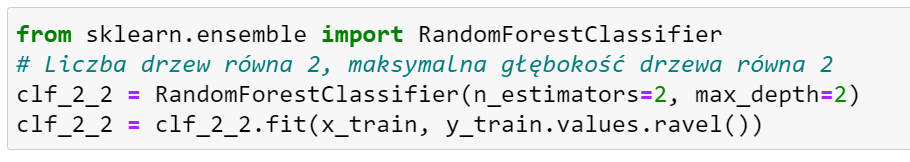 from sklearn.ensemble import RandomForestClassifier
# Liczba drzew równa 2, maksymalna głębokość drzewa równa 2
clf_2_2 = RandomForestClassifier(n_estimators=2, max_depth=2)
clf_2_2 = clf_2_2.fit(x_train, y_train.values.ravel())